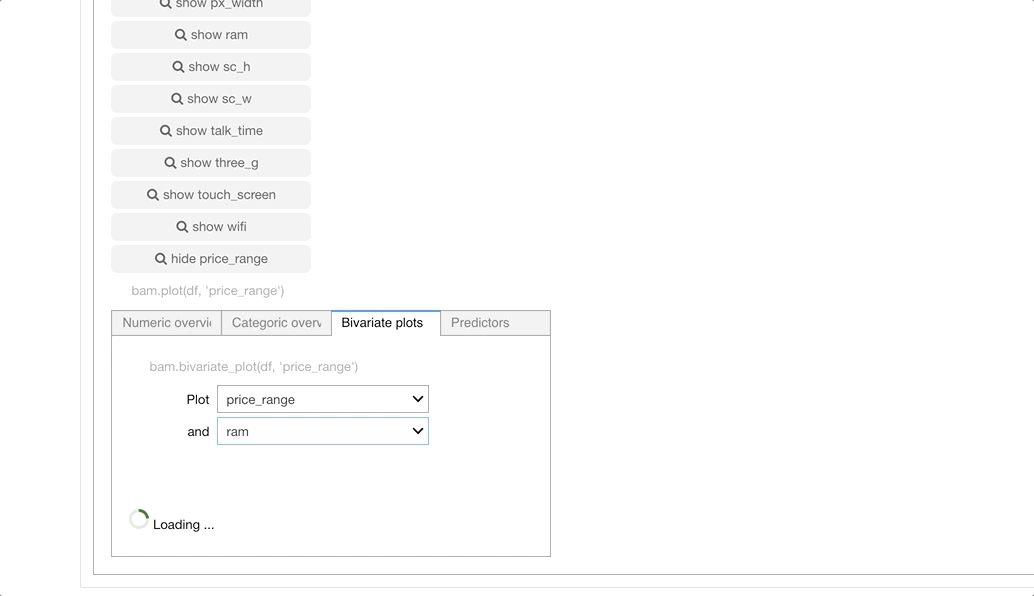 show px_width
show ram
show sc_h
show sc_w
show talk_time
show three_g
show touch_screen
show wifi
hide price_range
bam.plot(df, 'price_range')
Numeric overvi Categoric overv Bivariate plots Predictors
bam.bivariate_plot(df, 'price_range')
Plot price_range
and ram
Loading ...